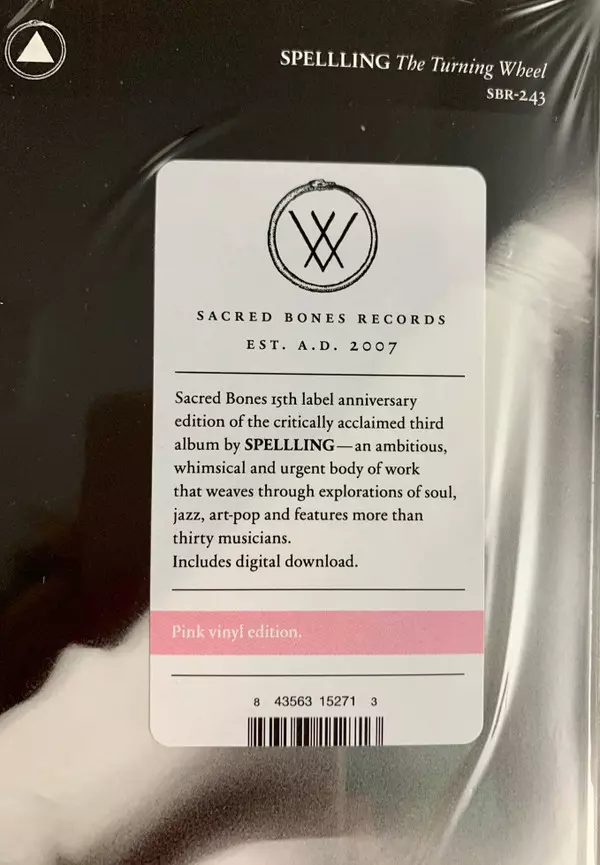 SPELLLING The Turning Wheel
SBR-243
SACRED BONES RECORDS
EST. A.D. 2007
Sacred Bones 15th label anniversary
edition of the critically acclaimed third
album by SPELLLING—an ambitious,
whimsical and urgent body of work
that weaves through explorations of soul,
jazz, art-pop and features more than
thirty musicians.
Includes digital download.
Pink vinyl edition.
8 43563 15271 3